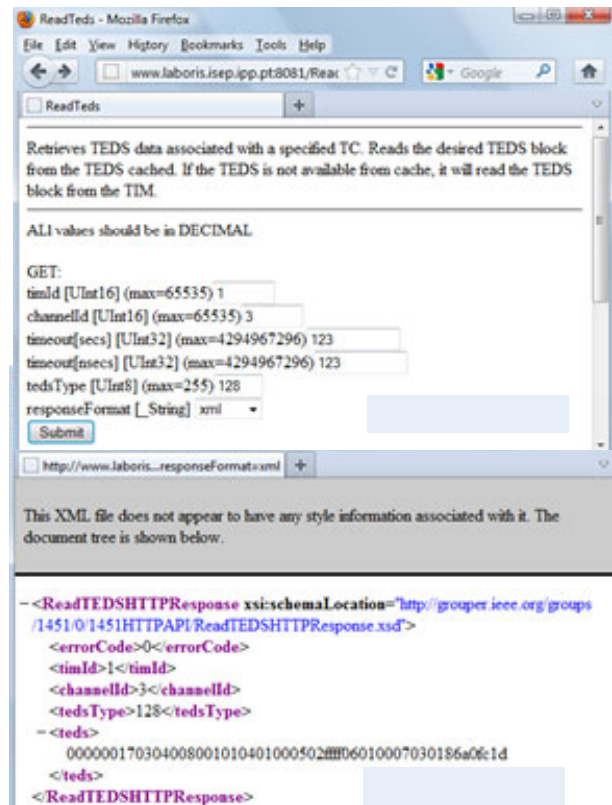 ReadTeds - Mozilla Firefox
File Edit View History Bookmarks Tools Help
www.laboris.isep.ipp.pt:8081/Reac
Google
ReadTeds
Retrieves TEDS data associated with a specified TC. Reads the desired TEDS block
from the TEDS cached. If the TEDS is not available from cache, it will read the TEDS
block from the TIM.
ALI values should be in DECIMAL
GET:
timId [UInt16] (max=65535) 1
channelId [UInt16] (max=65535) 3
timeout[secs] [UInt32] (max=4294967296) 123
timeout[nsecs] [UInt32] (max=4294967296) 123
tedsType [UInt8] (max=255) 128
responseFormat [_String] xml
Submit
http://www.laboris...responseFormat=xml
This XML file does not appear to have any style information associated with it. The
document tree is shown below.
-<ReadTEDSHTTPResponse xsi:schemaLocation="http://grouper.ieee.org/groups
/1451/0/1451HTTPAPI/ReadTEDSHTTPResponse.xsd">
<errorCode>0</errorCode>
<timId>1</timId>
<channelId>3</channelId>
<tedsType>128</tedsType>
-<teds>
</teds>
</ReadTEDSHTTPResponse>